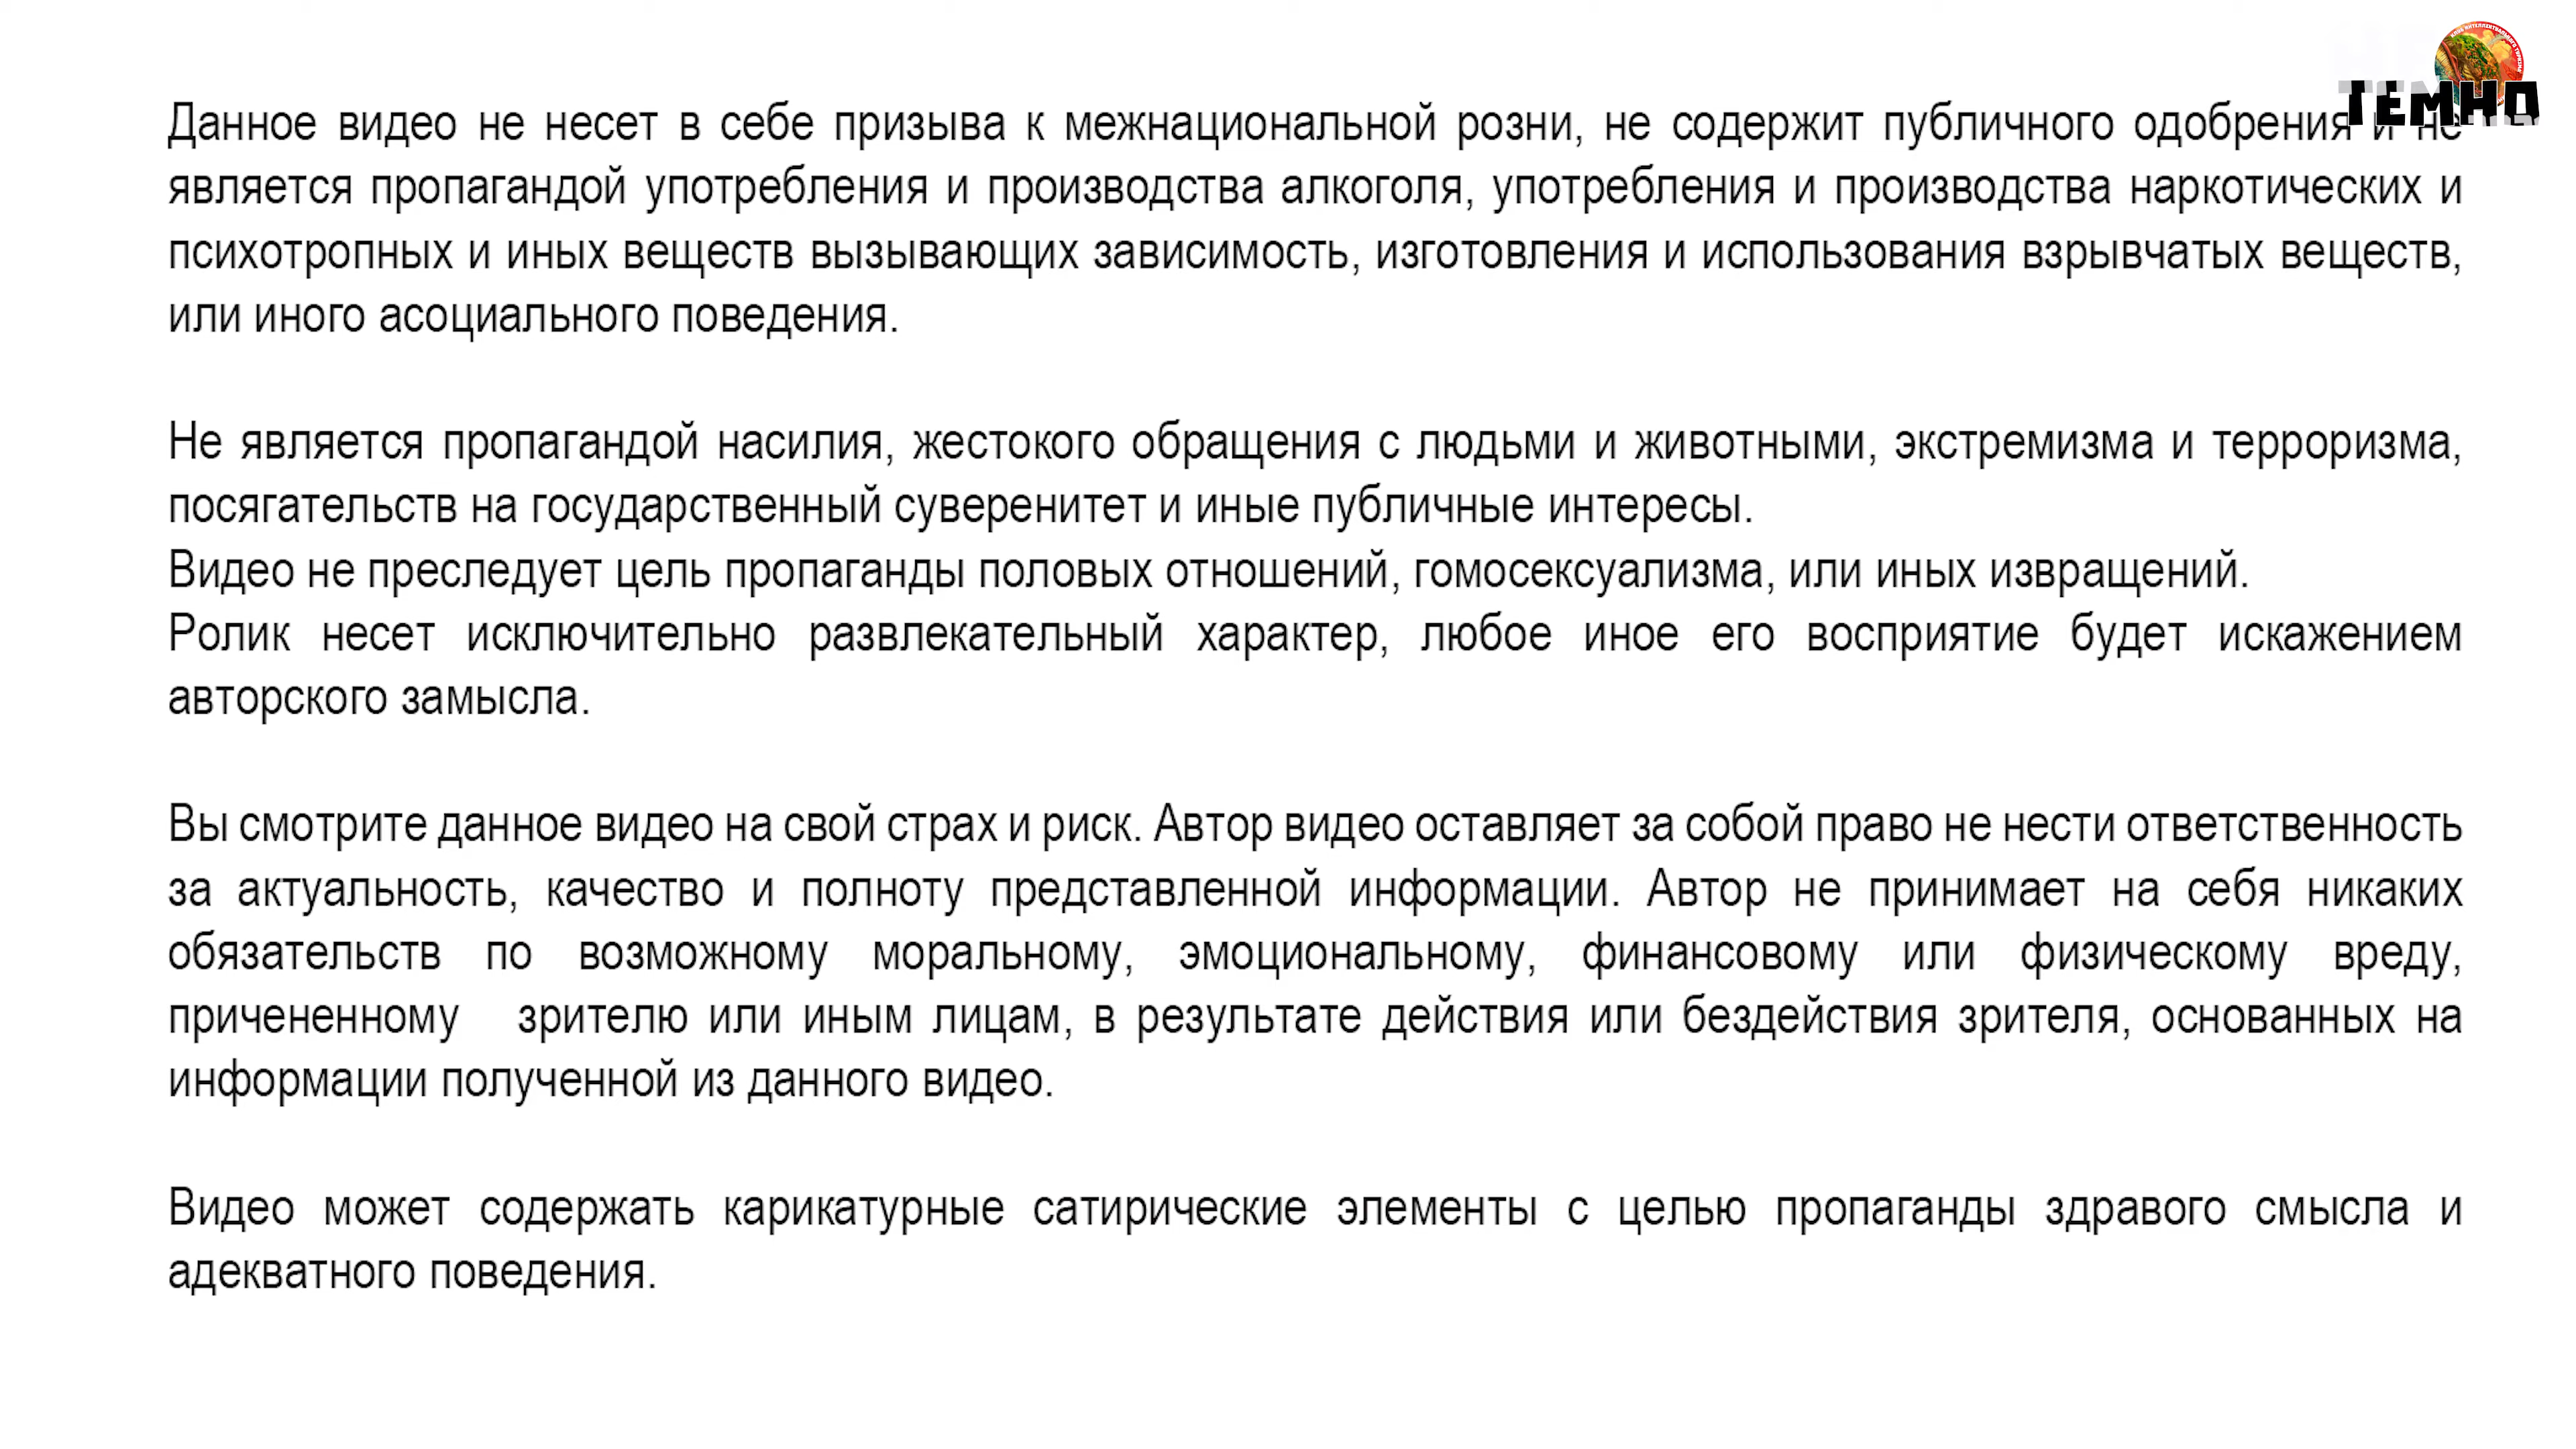 ТЕМНО
Данное видео не несет в себе призыва к межнациональной розни, не содержит публичного одобрения и не
является пропагандой употребления и производства алкоголя, употребления и производства наркотических и
психотропных и иных веществ вызывающих зависимость, изготовления и использования взрывчатых веществ,
или иного асоциального поведения.
Не является пропагандой насилия, жестокого обращения с людьми и животными, экстремизма и терроризма,
посягательств на государственный суверенитет и иные публичные интересы.
Видео не преследует цель пропаганды половых отношений, гомосексуализма, или иных извращений.
Ролик несет исключительно развлекательный характер, любое иное его восприятие будет искажением
авторского замысла.
Вы смотрите данное видео на свой страх и риск. Автор видео оставляет за собой право не нести ответственность
за актуальность, качество и полноту представленной информации. Автор не принимает на себя никаких
обязательств по возможному моральному, эмоциональному, финансовому или физическому вреду,
причененному зрителю или иным лицам, в результате действия или бездействия зрителя, основанных на
информации полученной из данного видео.
Видео может содержать карикатурные сатирические элементы с целью пропаганды здравого смысла и
адекватного поведения.